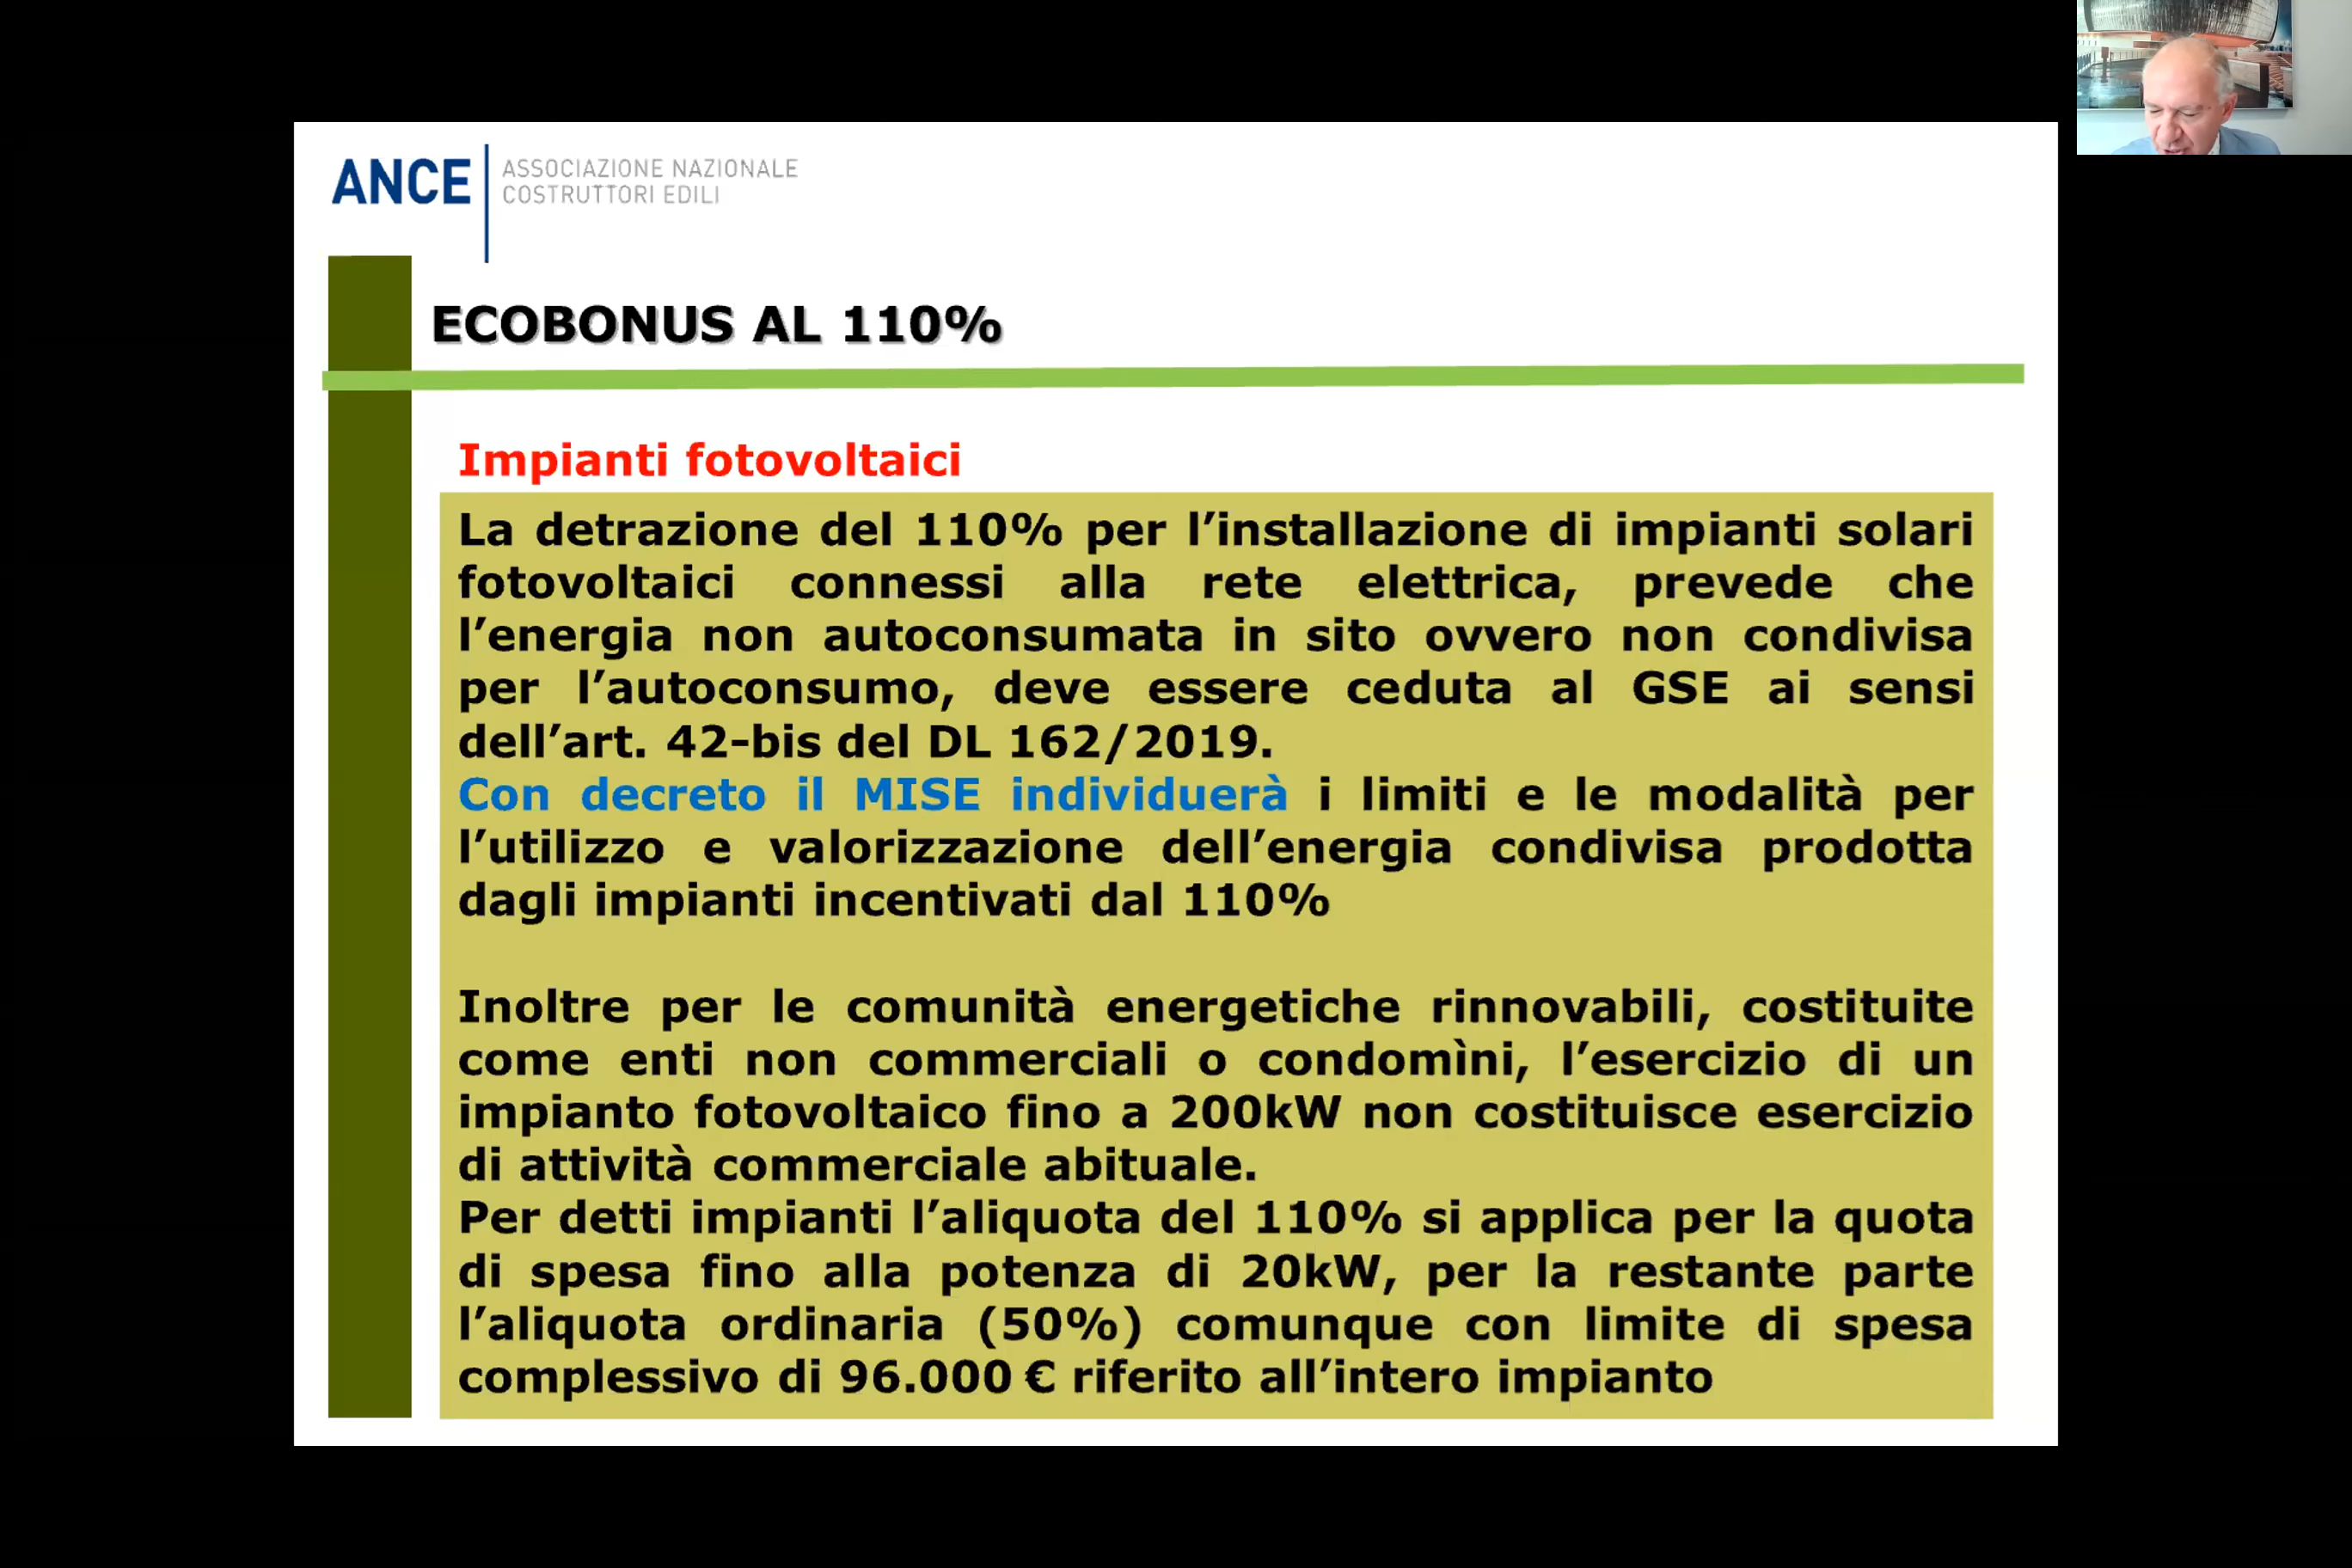 ANCE
ASSOCIAZIONE NAZIONALE
COSTRUTTORI EDILI
ECOBONUS AL 110%
Impianti fotovoltaici
La detrazione del 110% per l’installazione di impianti solari
fotovoltaici connessi alla rete elettrica, prevede che
l’energia non autoconsumata in sito ovvero non condivisa
per l’autoconsumo, deve essere ceduta al GSE ai sensi
dell’art. 42-bis del DL 162/2019.
Con decreto il MISE individuerà i limiti e le modalità per
l’utilizzo e valorizzazione dell’energia condivisa prodotta
dagli impianti incentivati dal 110%
Inoltre per le comunità energetiche rinnovabili, costituite
come enti non commerciali o condomìni, l’esercizio di un
impianto fotovoltaico fino a 200kW non costituisce esercizio
di attività commerciale abituale.
Per detti impianti l’aliquota del 110% si applica per la quota
di spesa fino alla potenza di 20kW, per la restante parte
l’aliquota ordinaria (50%) comunque con limite di spesa
complessivo di 96.000 € riferito all’intero impianto